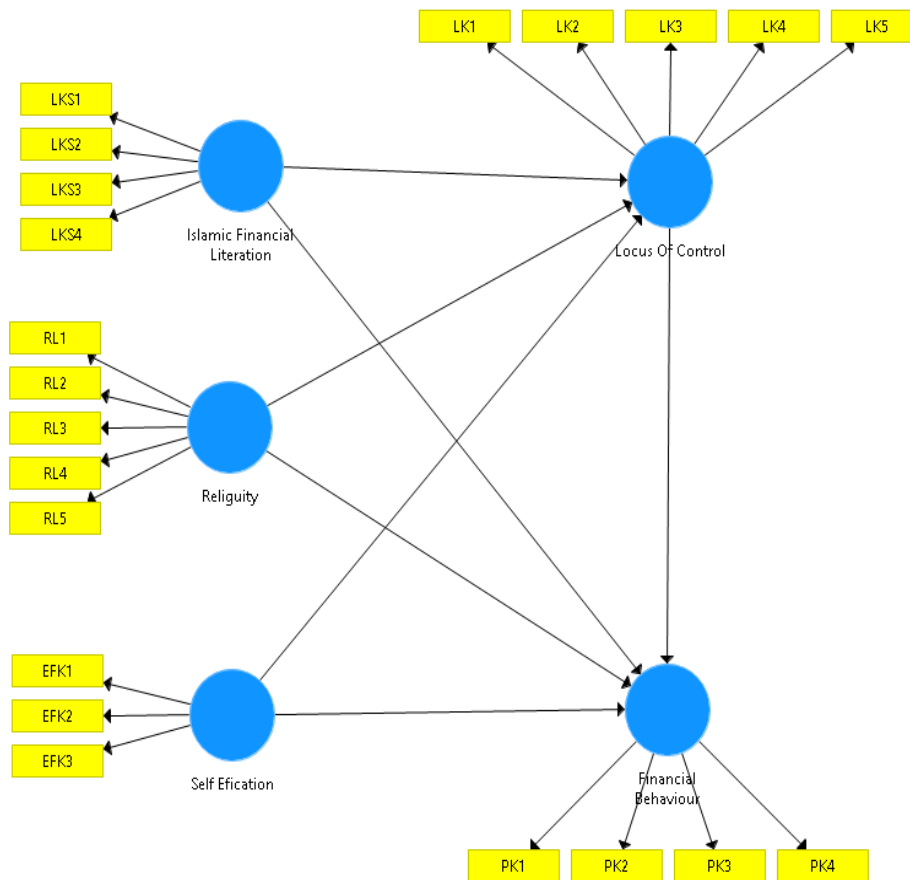 LK1
LK2
LK3
LK4
LK5
LKS1
LKS2
LKS3
LKS4
Islamic Financial
Literation
Locus Of Control
RL1
RL2
RL3
RL4
RL5
Religuity
EFK1
EFK2
EFK3
Self Efication
Financial
Behaviour
PK1
PK2
PK3
PK4